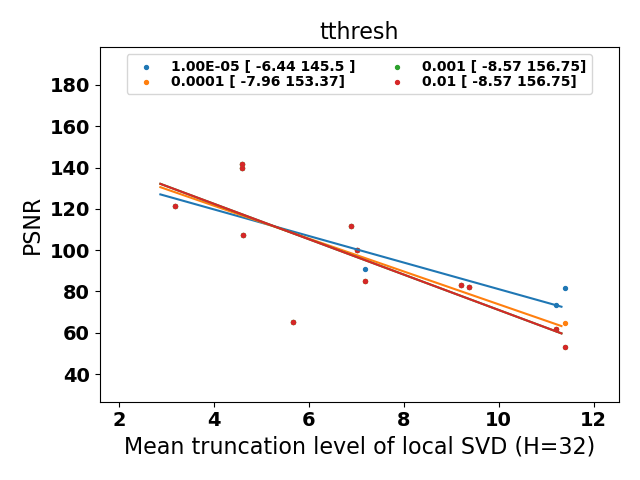 tthresh
1.00E-05 [ -6.44 145.5 ]
0.0001 [ -7.96 153.37]
0.001 [ -8.57 156.75]
0.01 [ -8.57 156.75]
PSNR
180
160
140
120
100
80
60
40
2 4 6 8 10 12
Mean truncation level of local SVD (H=32)